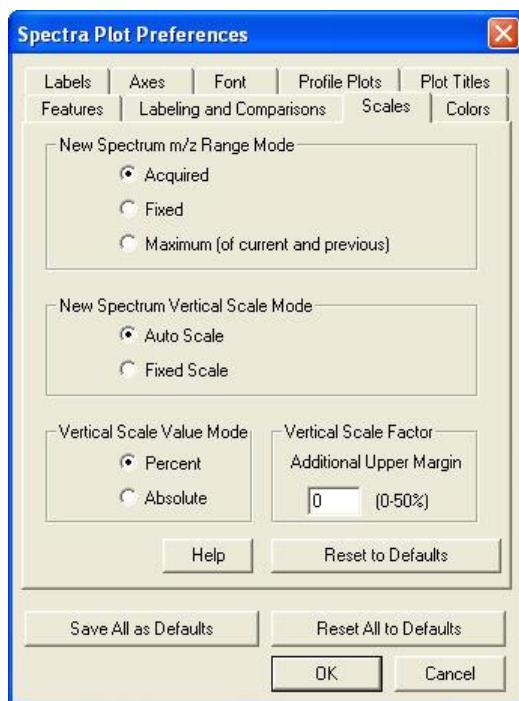 Spectra Plot Preferences
Labels Axes Font Profile Plots Plot Titles
Features Labeling and Comparisons Scales Colors
New Spectrum m/z Range Mode
Acquired
Fixed
Maximum (of current and previous)
New Spectrum Vertical Scale Mode
Auto Scale
Fixed Scale
Vertical Scale Value Mode
Percent
Absolute
Vertical Scale Factor
Additional Upper Margin
0 (0-50%)
Help Reset to Defaults
Save All as Defaults Reset All to Defaults
OK Cancel